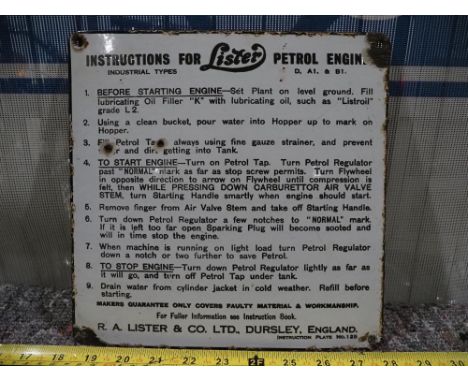 INSTRUCTIONS FOR Lister PETROL ENGIN
INDUSTRIAL TYPES D, A1, & B1.
1. BEFORE STARTING ENGINE—Set Plant on level ground. Fill
lubricating Oil Filler "K" with lubricating oil, such as "Listroil"
grade L2.
2. Using a clean bucket, pour water into Hopper up to mark on
Hopper.
3. Fill Petrol always using fine gauze strainer, and prevent
and dirt getting into Tank.
4. TO START ENGINE—Turn on Petrol Tap. Turn Petrol Regulator
past "NORMAL" mark as far as stop screw permits. Turn Flywheel
in opposite direction to arrow on Flywheel until compression is
felt, then WHILE PRESSING DOWN CARBURETTOR AIR VALVE
STEM, turn Starting Handle smartly when engine should start.
5. Remove finger from Air Valve Stem and take off Starting Handle.
6. Turn down Petrol Regulator a few notches to "NORMAL" mark.
If it is left too far open Sparking Plug will become sooted and
will in time stop the engine.
7. When machine is running on light load turn Petrol Regulator
down a notch or two further to save Petrol.
8. TO STOP ENGINE—Turn down Petrol Regulator lightly as far as
it will go, and turn off Petrol Tap under tank.
9. Drain water from cylinder jacket in cold weather. Refill before
starting.
MAKERS GUARANTEE ONLY COVERS FAULTY MATERIAL & WORKMANSHIP.
For Fuller Information see Instruction Book.
R. A. LISTER & CO. LTD., DURSLEY, ENGLAND.
INSTRUCTION PLATE No. 125
17 18 19 20 21 22 23 2F 25 26 27 28 29 30